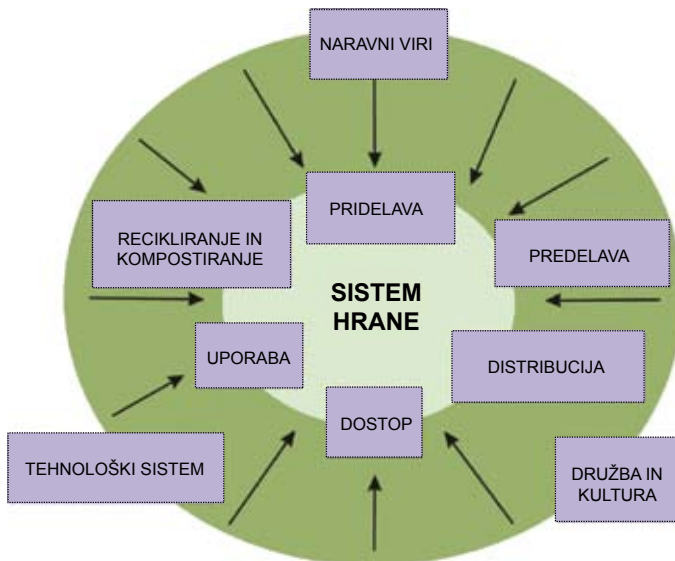 NARAVNI VIRI
PRIDELAVA
RECIKLIRANJE IN
KOMPOSTIRANJE
PREDELAVA
SISTEM
HRANE
UPORABA
DISTRIBUCIJA
DOSTOP
TEHNOLOŠKI SISTEM
DRUŽBA IN
KULTURA